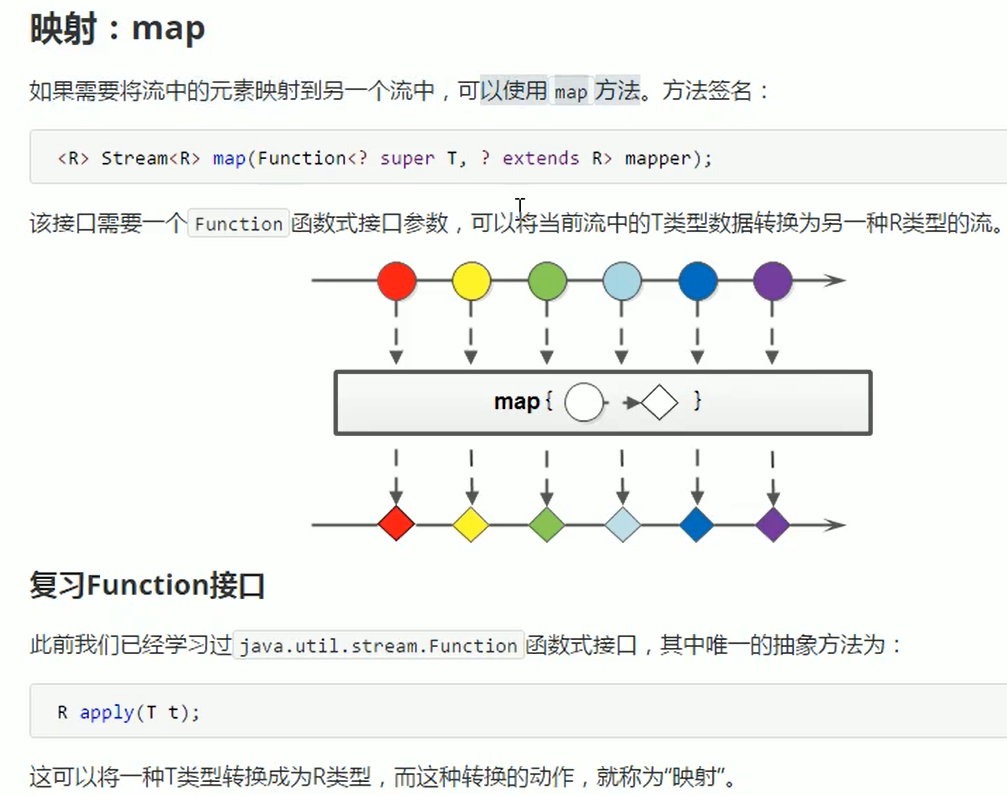 映射：map
如果需要将流中的元素映射到另一个流中，可以使用 map 方法。方法签名：
<R> Stream<R> map(Function<? super T, ? extends R> mapper);
该接口需要一个 Function 函数式接口参数，可以将当前流中的T类型数据转换为另一种R类型的流。
map { }
复习Function接口
此前我们已经学习过 java.util.stream.Function 函数式接口，其中唯一的抽象方法为：
R apply(T t);
这可以将一种T类型转换成为R类型，而这种转换的动作，就称为“映射”。